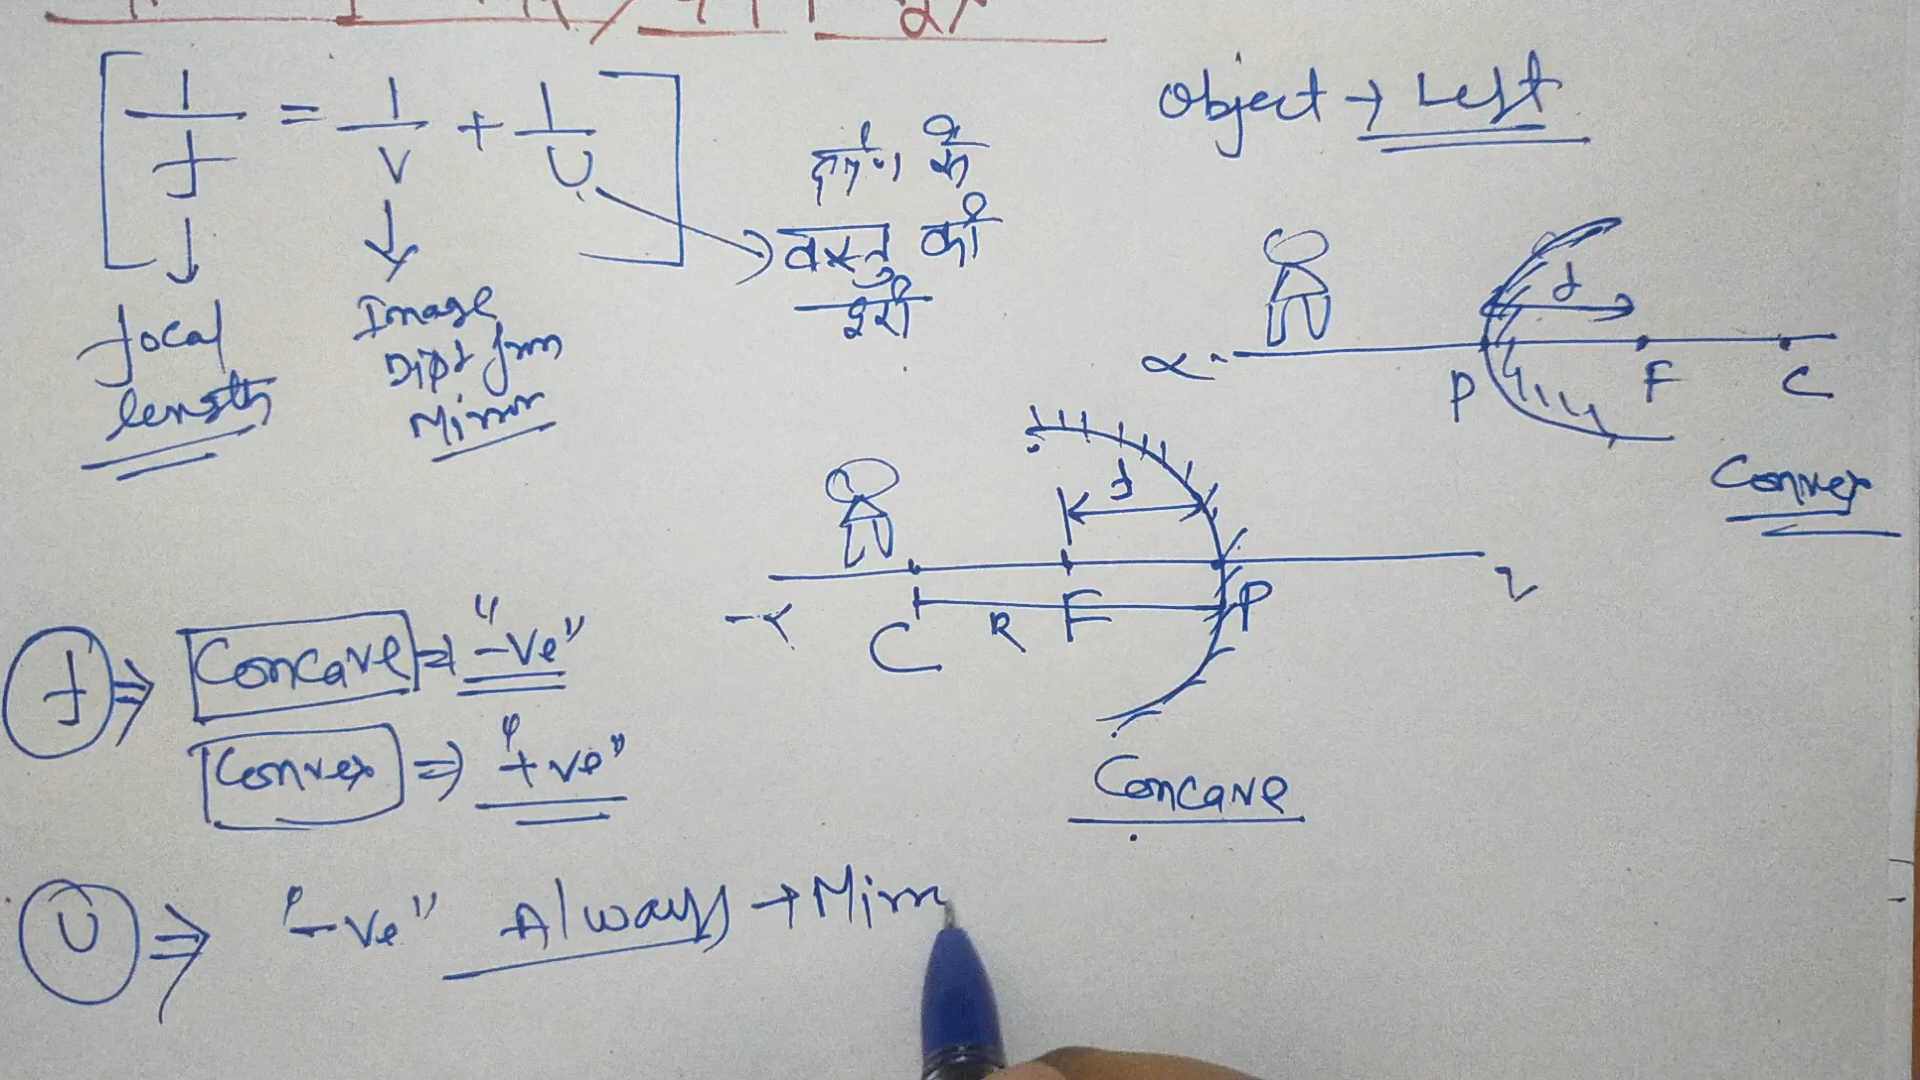 1/f = 1/v + 1/u
focal
length
Image
Dist from
Mirror
दर्पण के
वस्तु की
दूरी
Object → Left
f
P F C
Convex
f
C R F P
Concave
f ⇒ Concave ⇒ "-ve"
Convex ⇒ "+ve"
U ⇒ "-ve" Always → Mirr